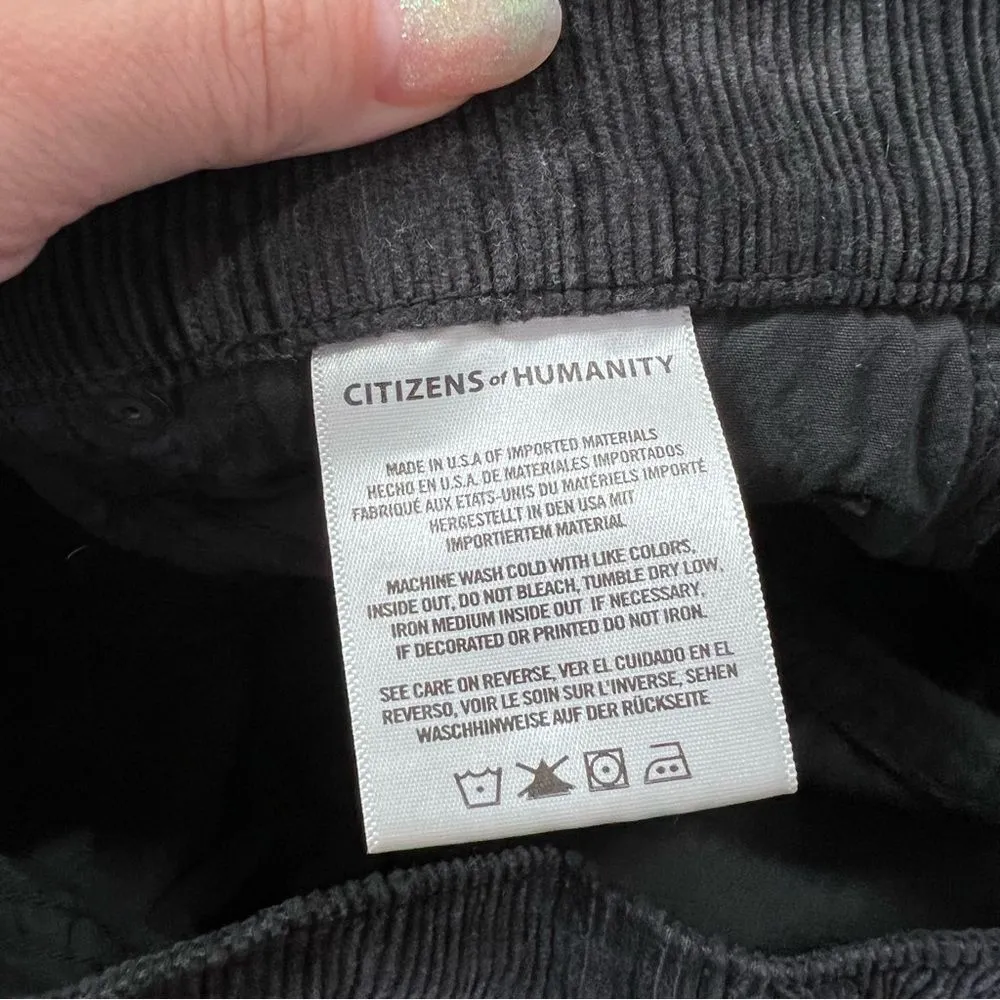 CITIZENS of HUMANITY
MADE IN U.S.A OF IMPORTED MATERIALS
HECHO EN U.S.A. DE MATERIALES IMPORTADOS
FABRIQUÉ AUX ETATS-UNIS DU MATERIELS IMPORTÉ
HERGESTELLT IN DEN USA MIT
IMPORTIERTEM MATERIAL
MACHINE WASH COLD WITH LIKE COLORS,
INSIDE OUT, DO NOT BLEACH, TUMBLE DRY LOW,
IRON MEDIUM INSIDE OUT IF NECESSARY,
IF DECORATED OR PRINTED DO NOT IRON.
SEE CARE ON REVERSE, VER EL CUIDADO EN EL
REVERSO, VOIR LE SOIN SUR L'INVERSE, SEHEN
WASCHHINWEISE AUF DER RÜCKSEITE